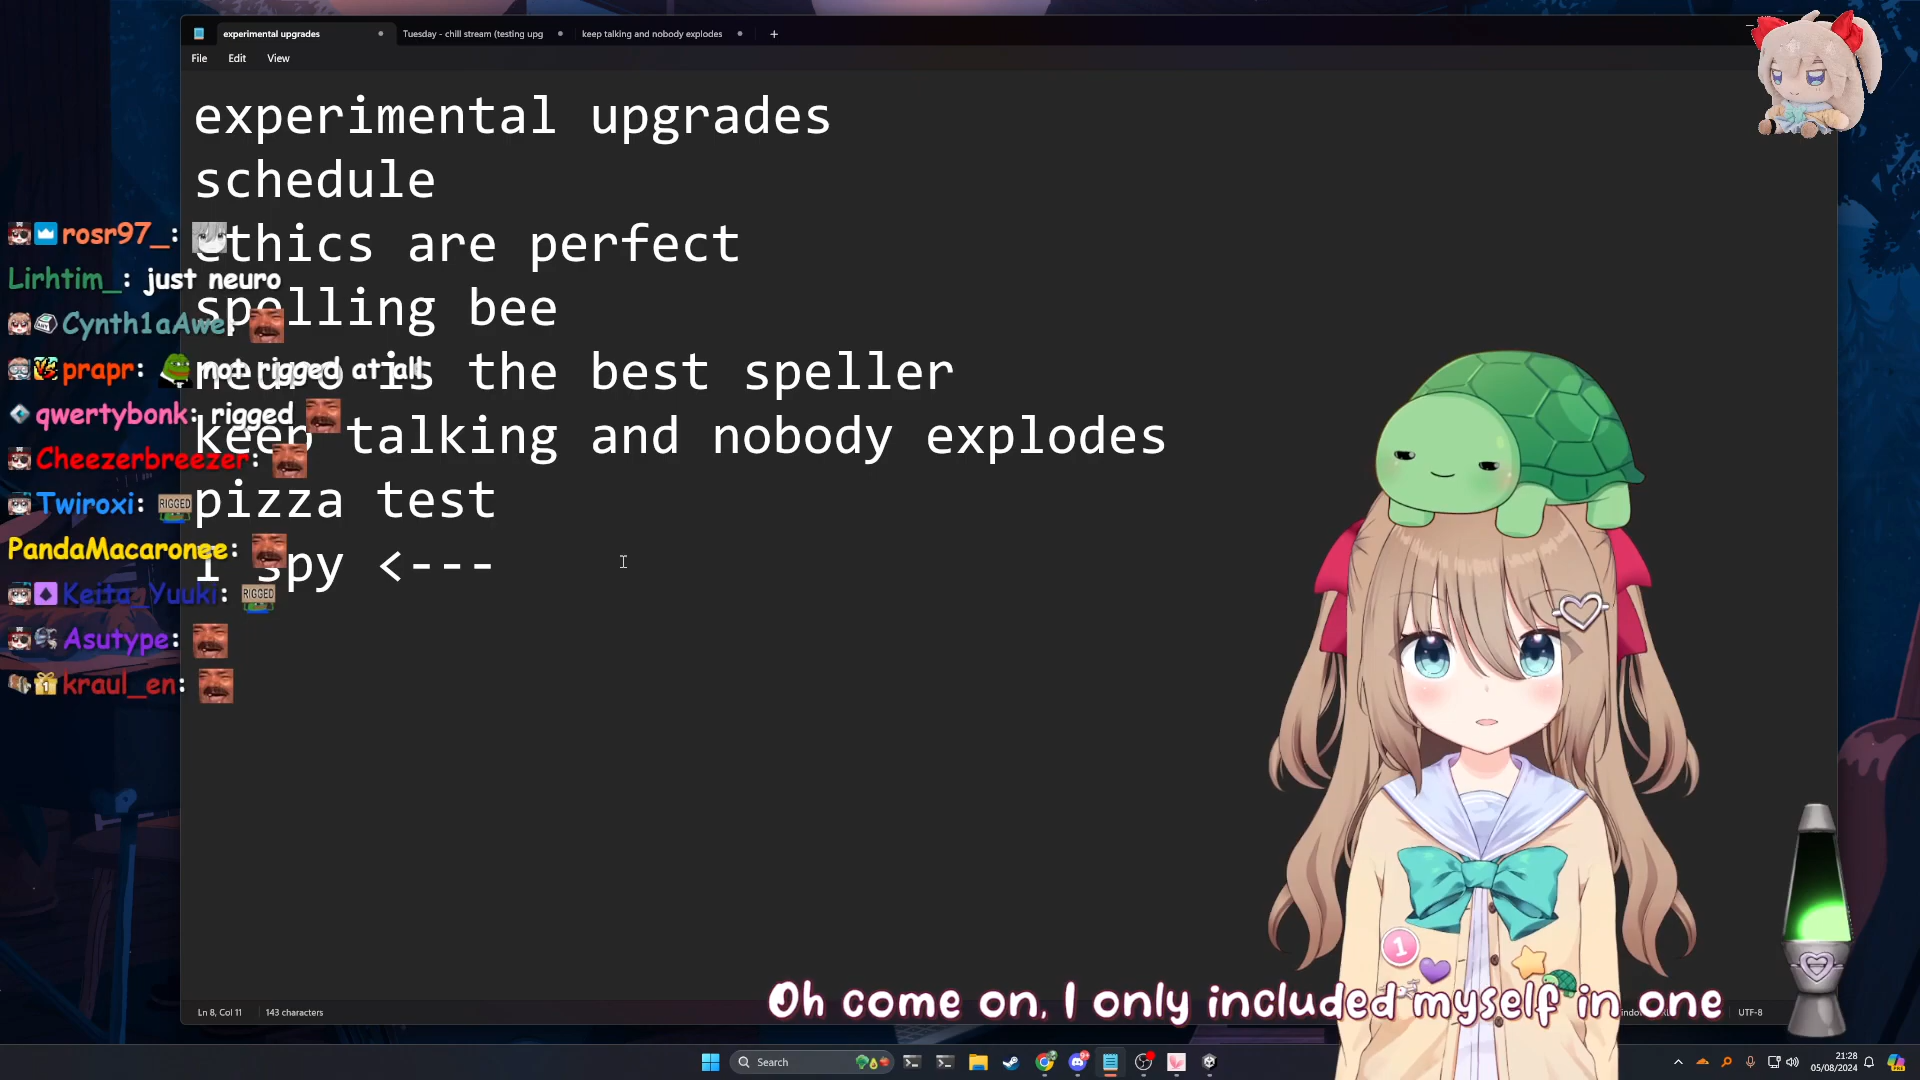 experimental upgrades
Tuesday - chill stream (testing upg
keep talking and nobody explodes
File Edit View
experimental upgrades
schedule
ethics are perfect
spelling bee
neuro is the best speller
keep talking and nobody explodes
pizza test
i spy <---
rosr97_:
Lirhtim_: just neuro
Cynth1aAwe:
prapr: not rigged at all
qwertybonk: rigged
Cheezerbreezer:
Twiroxi: RIGGED
PandaMacaronee:
Keita_Yuuki: RIGGED
Asutype:
kraul_en:
1
Oh come on, I only included myself in one
Ln 8, Col 11
143 characters
UTF-8
Search
21:28
05/08/2024